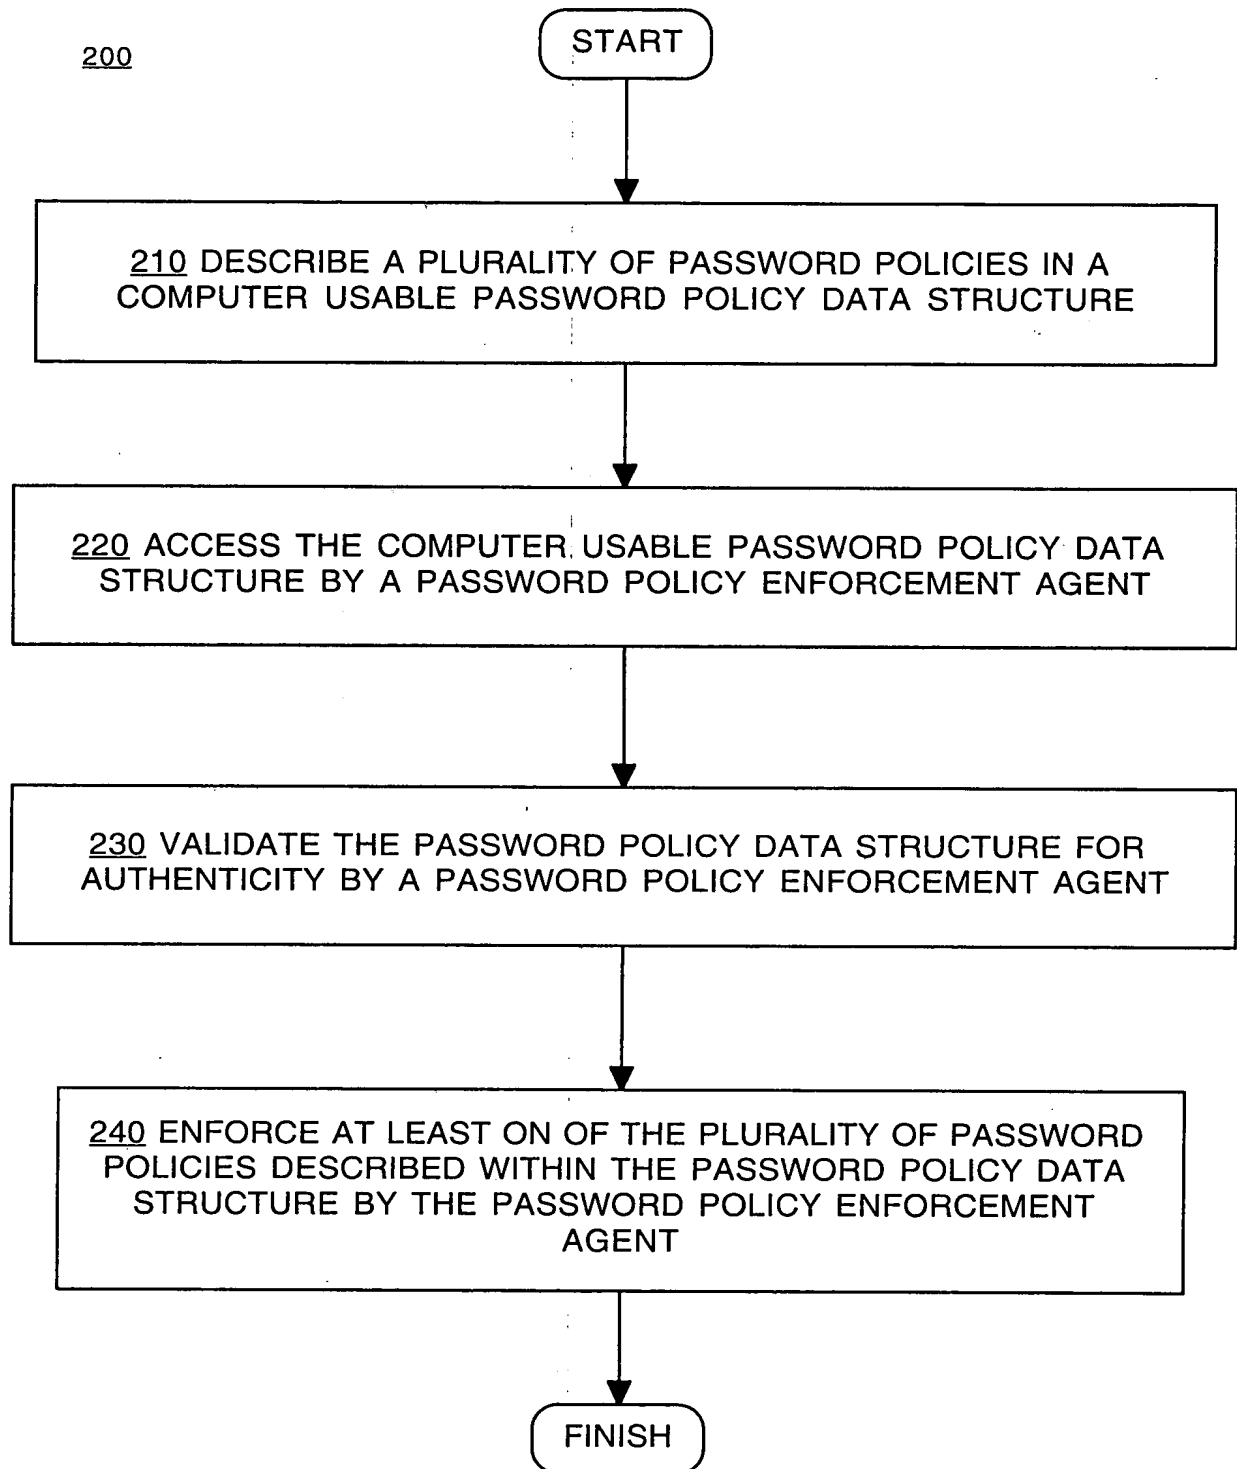 200
START
210 DESCRIBE A PLURALITY OF PASSWORD POLICIES IN A
COMPUTER USABLE PASSWORD POLICY DATA STRUCTURE
220 ACCESS THE COMPUTER USABLE PASSWORD POLICY DATA
STRUCTURE BY A PASSWORD POLICY ENFORCEMENT AGENT
230 VALIDATE THE PASSWORD POLICY DATA STRUCTURE FOR
AUTHENTICITY BY A PASSWORD POLICY ENFORCEMENT AGENT
240 ENFORCE AT LEAST ON OF THE PLURALITY OF PASSWORD
POLICIES DESCRIBED WITHIN THE PASSWORD POLICY DATA
STRUCTURE BY THE PASSWORD POLICY ENFORCEMENT
AGENT
FINISH